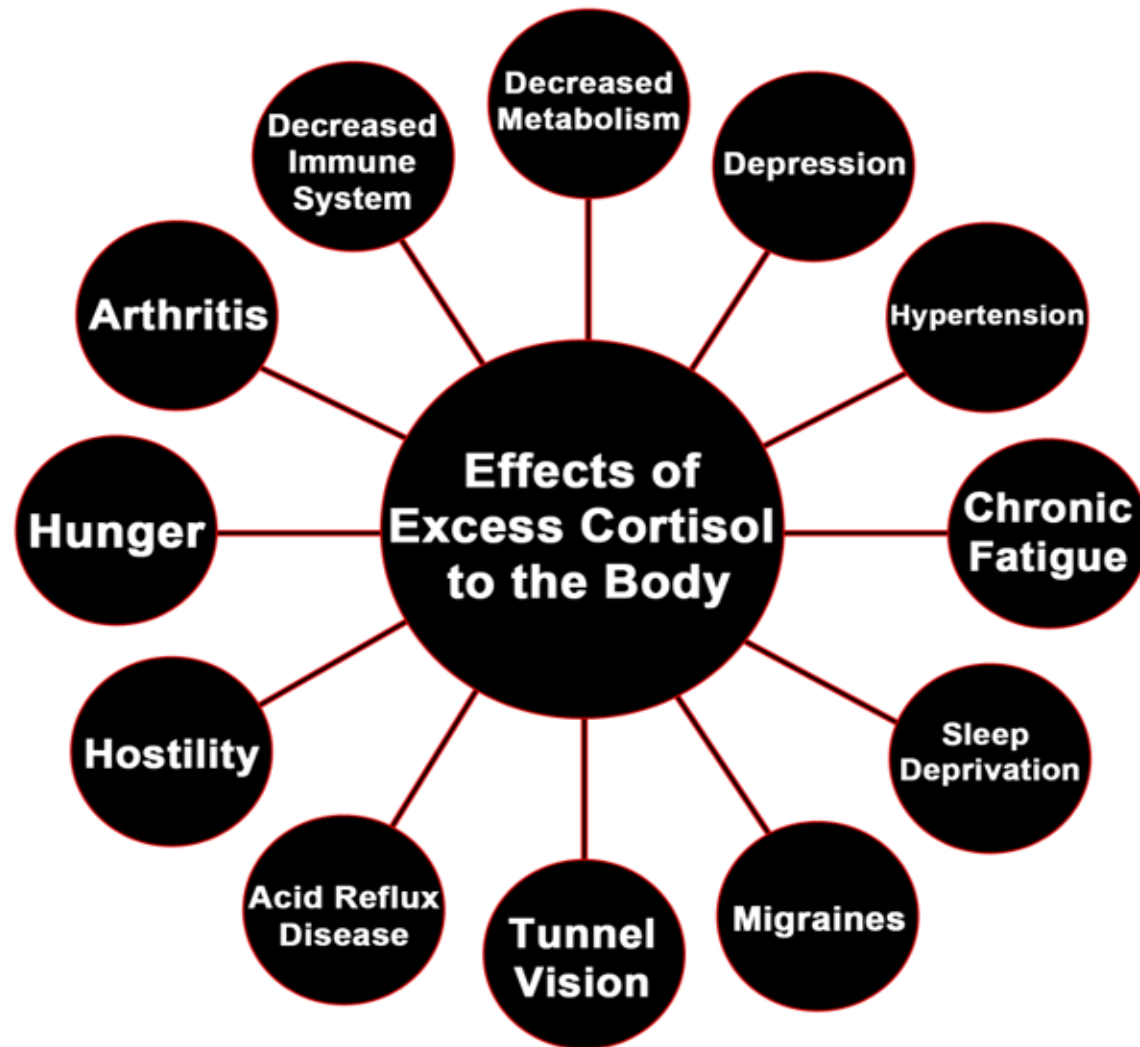 Effects of
Excess Cortisol
to the Body
Decreased
Metabolism
Depression
Hypertension
Chronic
Fatigue
Sleep
Deprivation
Migraines
Tunnel
Vision
Acid Reflux
Disease
Hostility
Hunger
Arthritis
Decreased
Immune
System